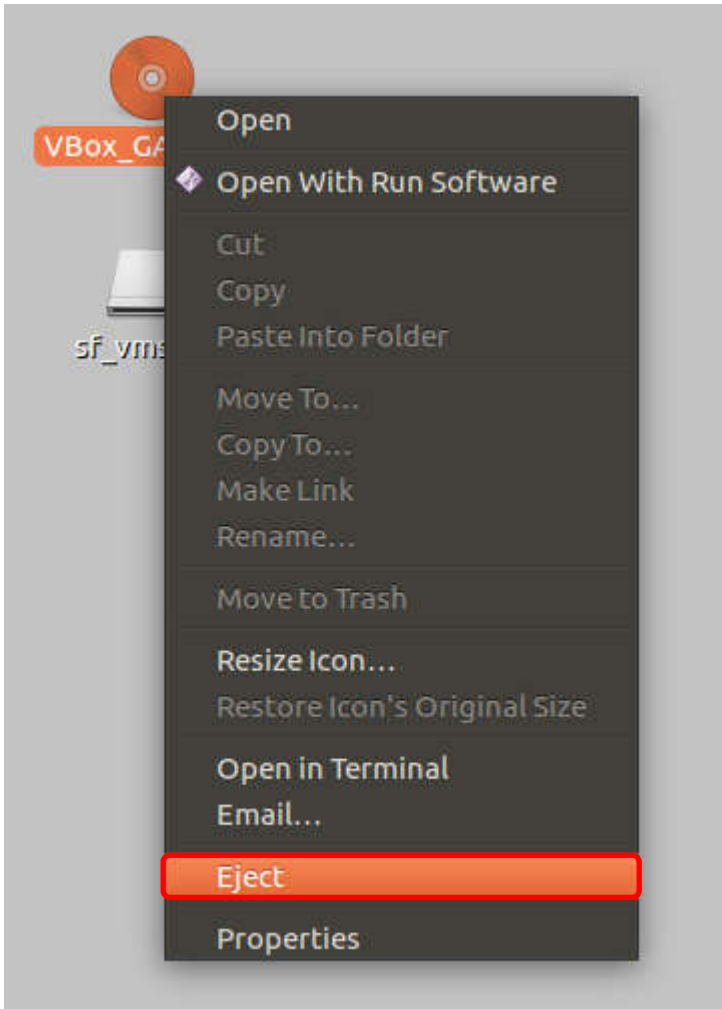 Open
VBox_GA
Open With Run Software
Cut
Copy
Paste Into Folder
sf_vms
Move To…
Copy To…
Make Link
Rename…
Move to Trash
Resize Icon…
Restore Icon's Original Size
Open in Terminal
Email…
Eject
Properties